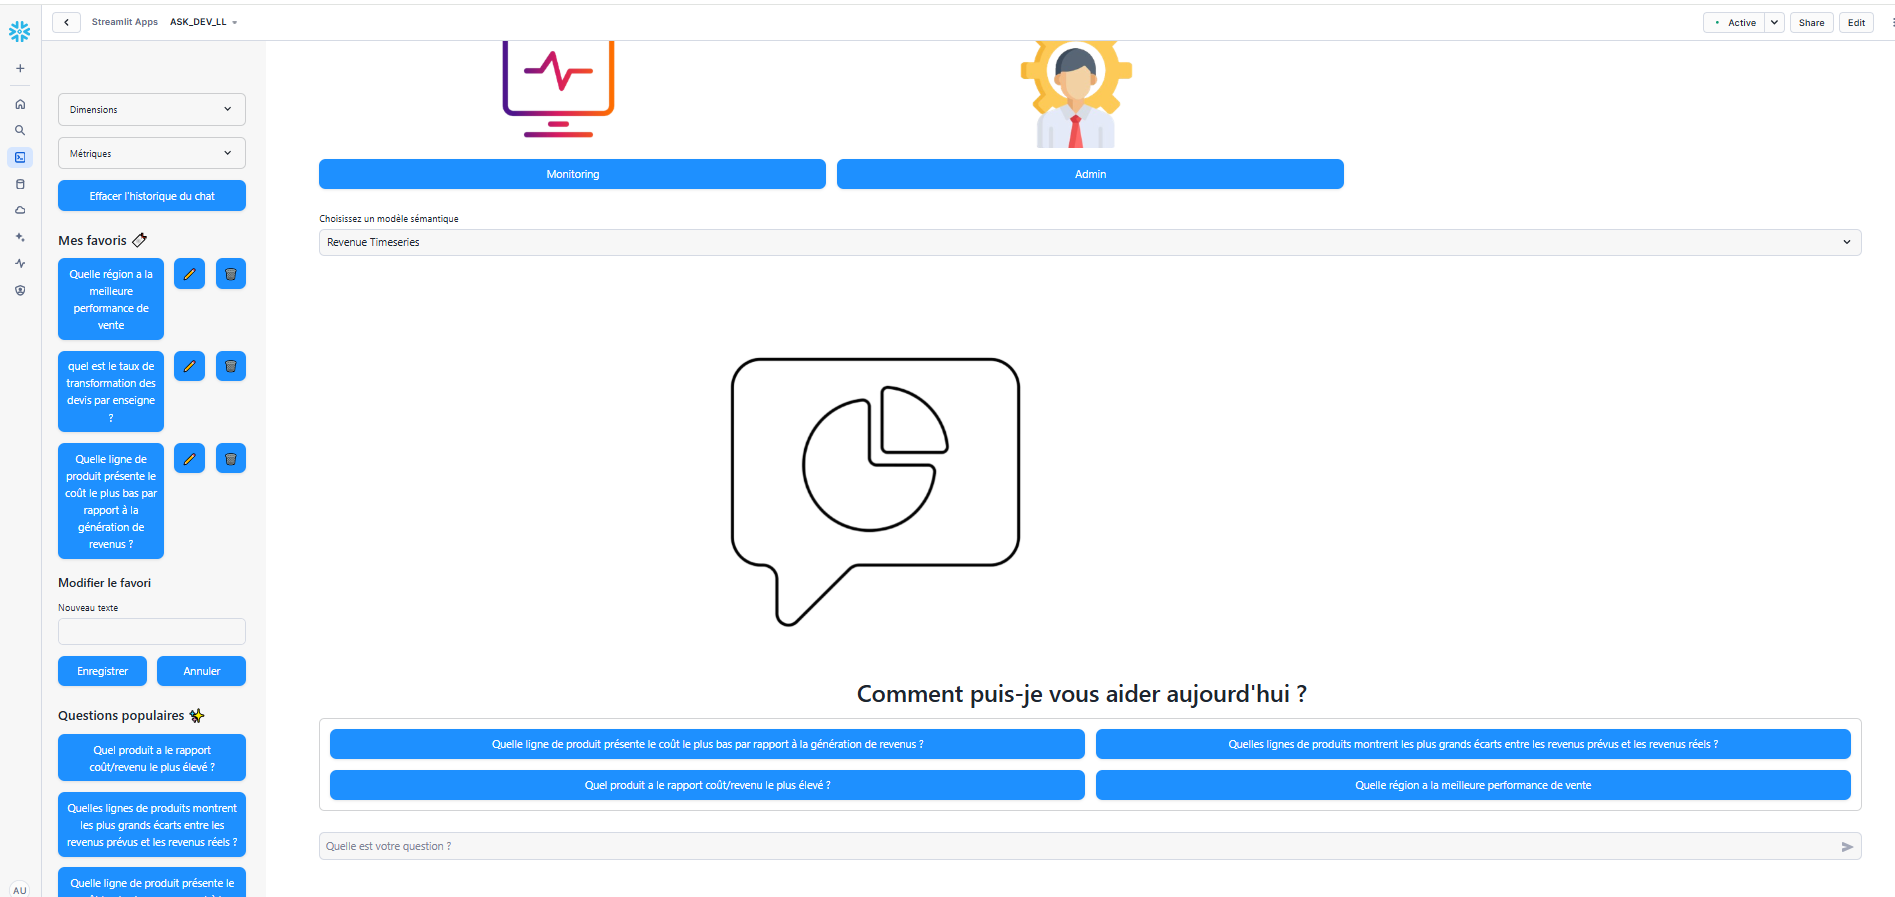 Streamlit Apps
ASK_DEV_LL
Active
Share
Edit
Dimensions
Métriques
Effacer l'historique du chat
Mes favoris
Quelle région a la
meilleure
performance de
vente
quel est le taux de
transformation des
devis par enseigne
?
Quelle ligne de
produit présente le
coût le plus bas par
rapport à la
génération de
revenus ?
Modifier le favori
Nouveau texte
Enregistrer
Annuler
Questions populaires
Quel produit a le rapport
coût/revenu le plus élevé ?
Quelles lignes de produits montrent
les plus grands écarts entre les
revenus prévus et les revenus réels ?
Quelle ligne de produit présente le
AU
Monitoring
Admin
Choisissez un modèle sémantique
Revenue Timeseries
Comment puis-je vous aider aujourd'hui ?
Quelle ligne de produit présente le coût le plus bas par rapport à la génération de revenus ?
Quelles lignes de produits montrent les plus grands écarts entre les revenus prévus et les revenus réels ?
Quel produit a le rapport coût/revenu le plus élevé ?
Quelle région a la meilleure performance de vente
Quelle est votre question ?